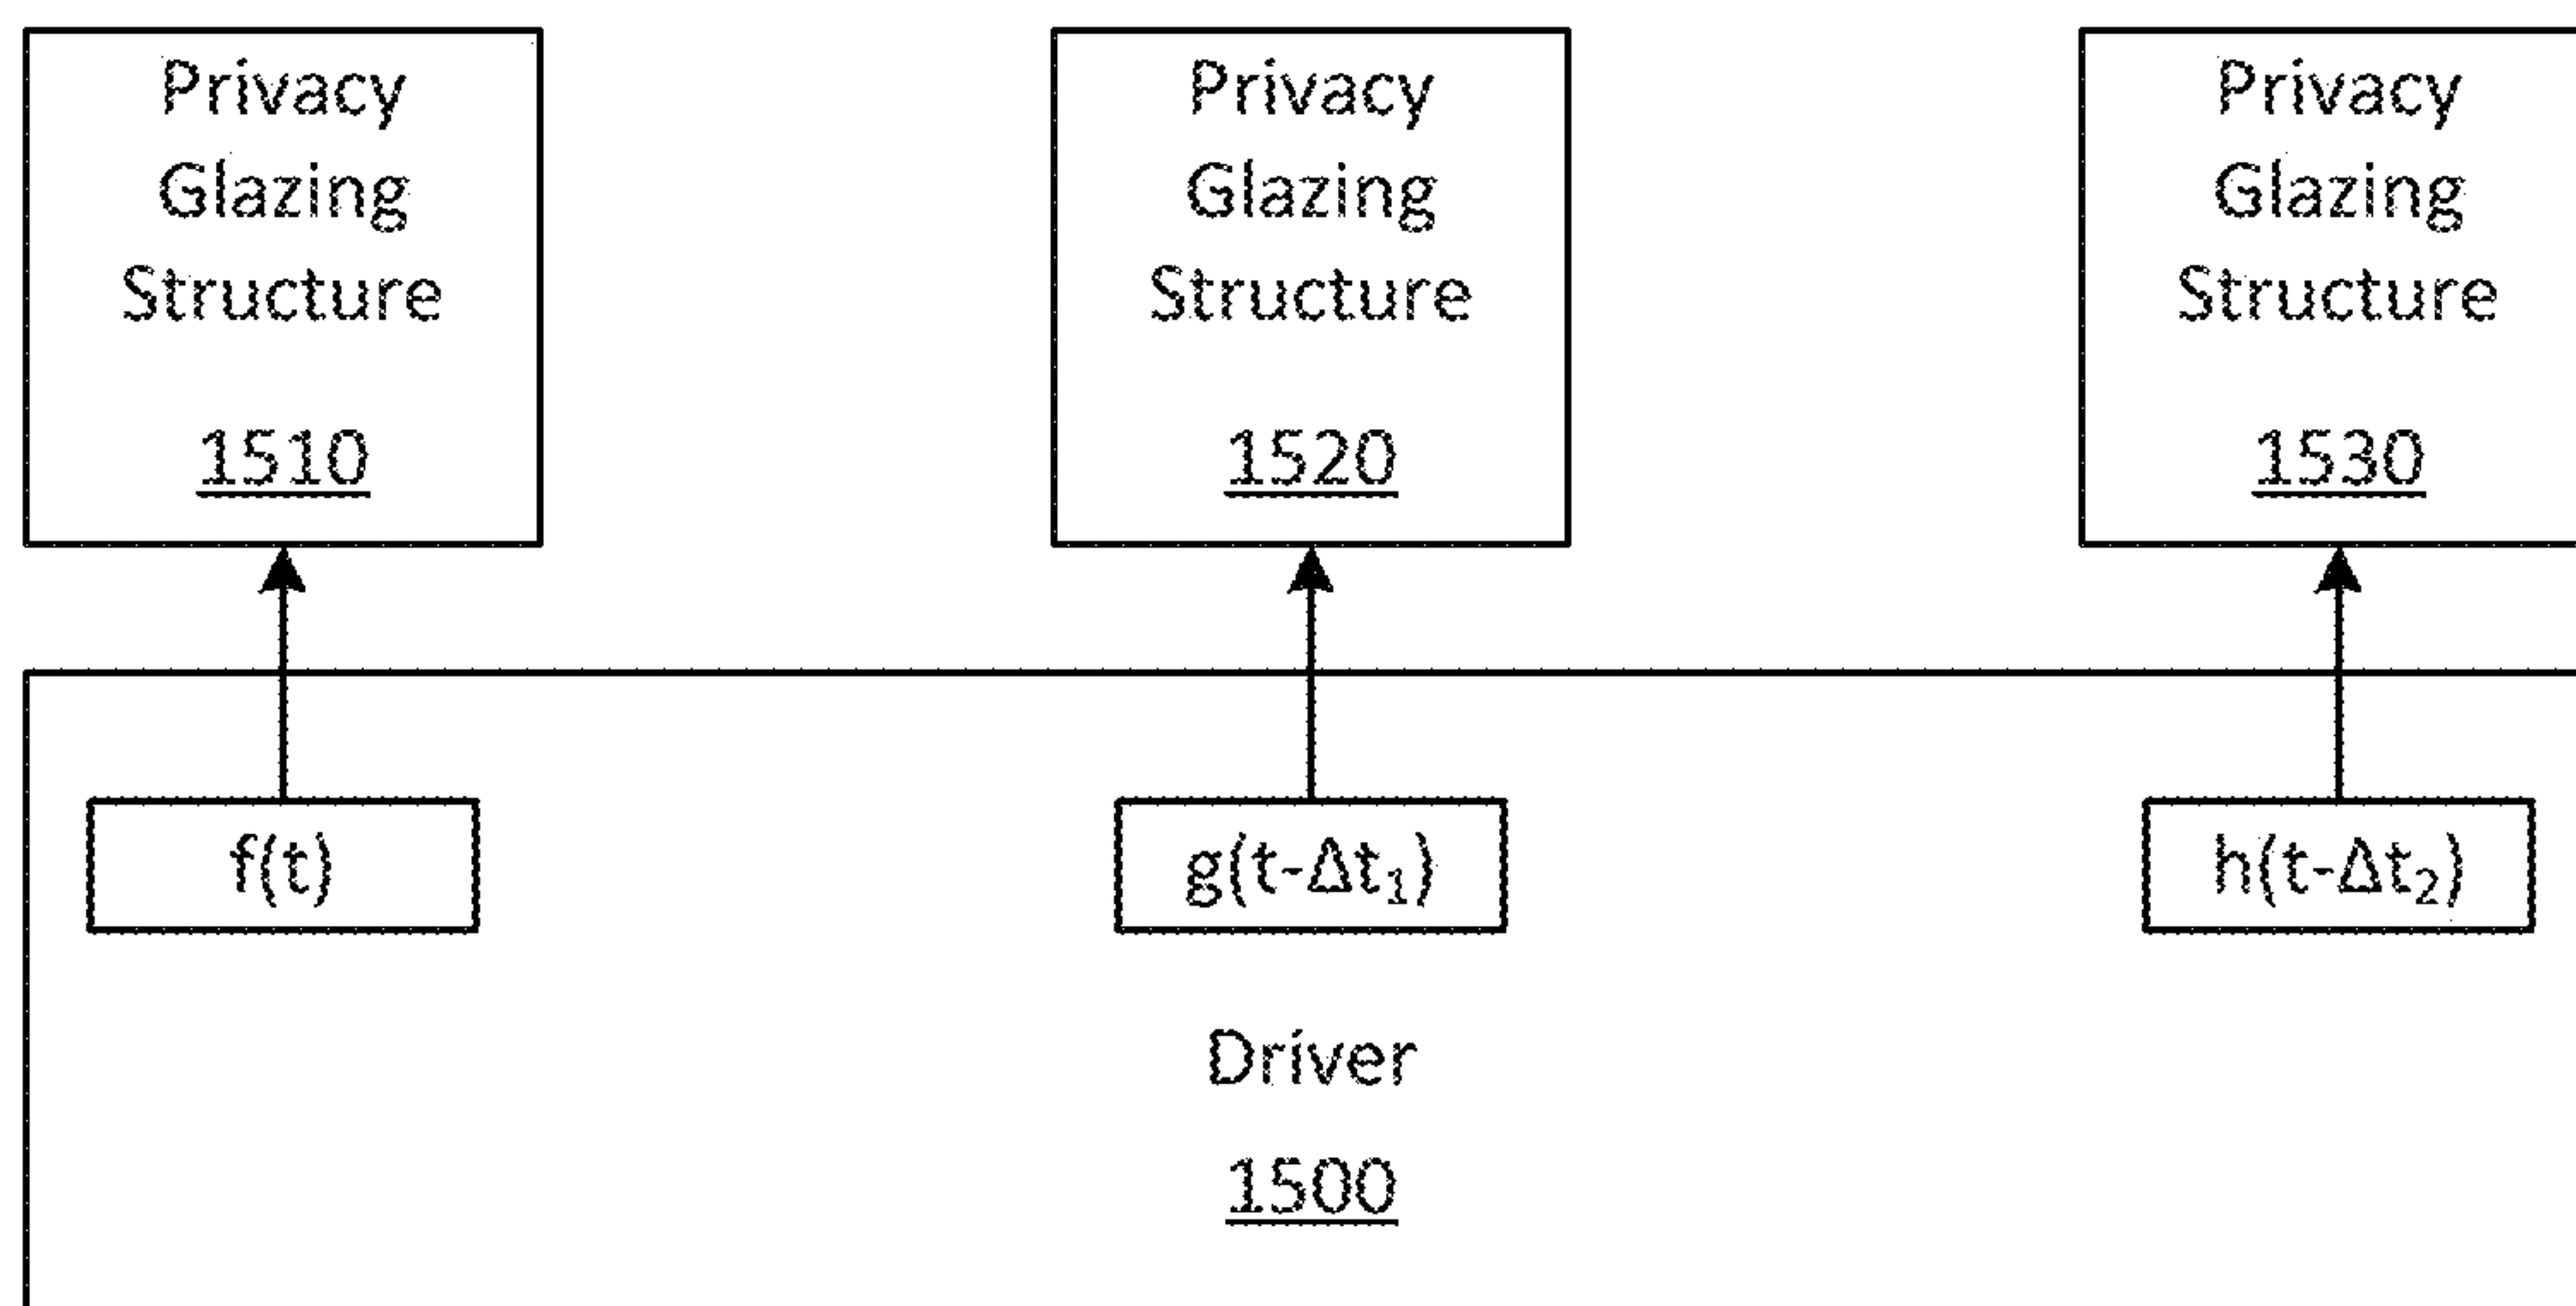 Privacy
Glazing
Structure
1510
Privacy
Glazing
Structure
1520
Privacy
Glazing
Structure
1530
f(t)
g(t-Δt₁)
h(t-Δt₂)
Driver
1500